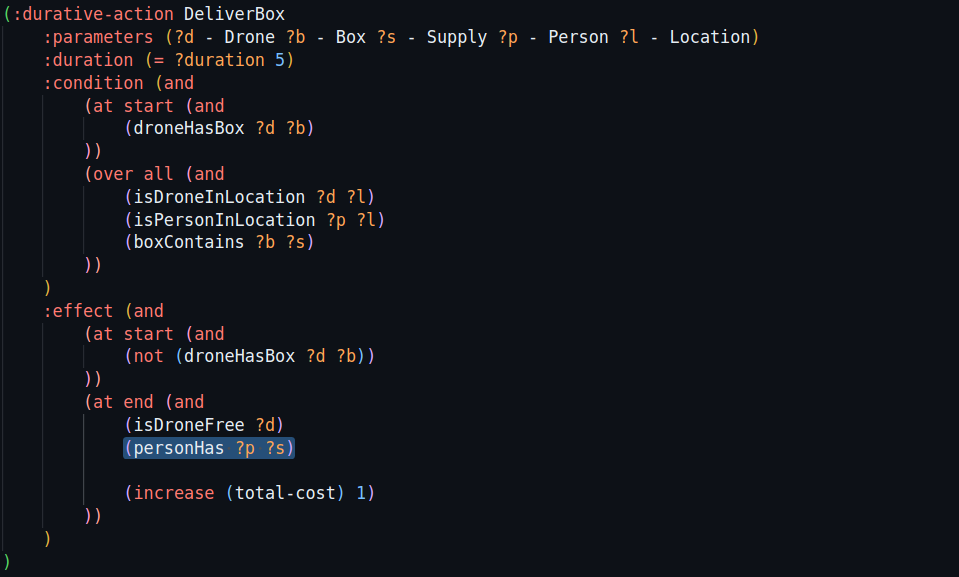 (:durative-action DeliverBox
    :parameters (?d - Drone ?b - Box ?s - Supply ?p - Person ?l - Location)
    :duration (= ?duration 5)
    :condition (and
        (at start (and
            (droneHasBox ?d ?b)
        ))
        (over all (and
            (isDroneInLocation ?d ?l)
            (isPersonInLocation ?p ?l)
            (boxContains ?b ?s)
        ))
    )
    :effect (and
        (at start (and
            (not (droneHasBox ?d ?b))
        ))
        (at end (and
            (isDroneFree ?d)
            (personHas ?p ?s)

            (increase (total-cost) 1)
        ))
    )
)